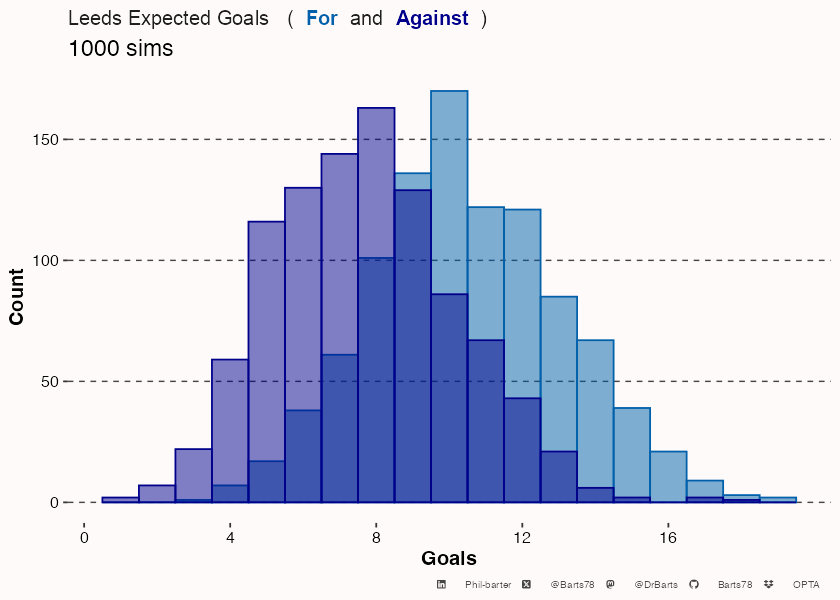 Leeds Expected Goals ( For and Against )
1000 sims
Count
150
100
50
0
0 4 8 12 16
Goals
Phil-barter @Barts78 @DrBarts Barts78 OPTA